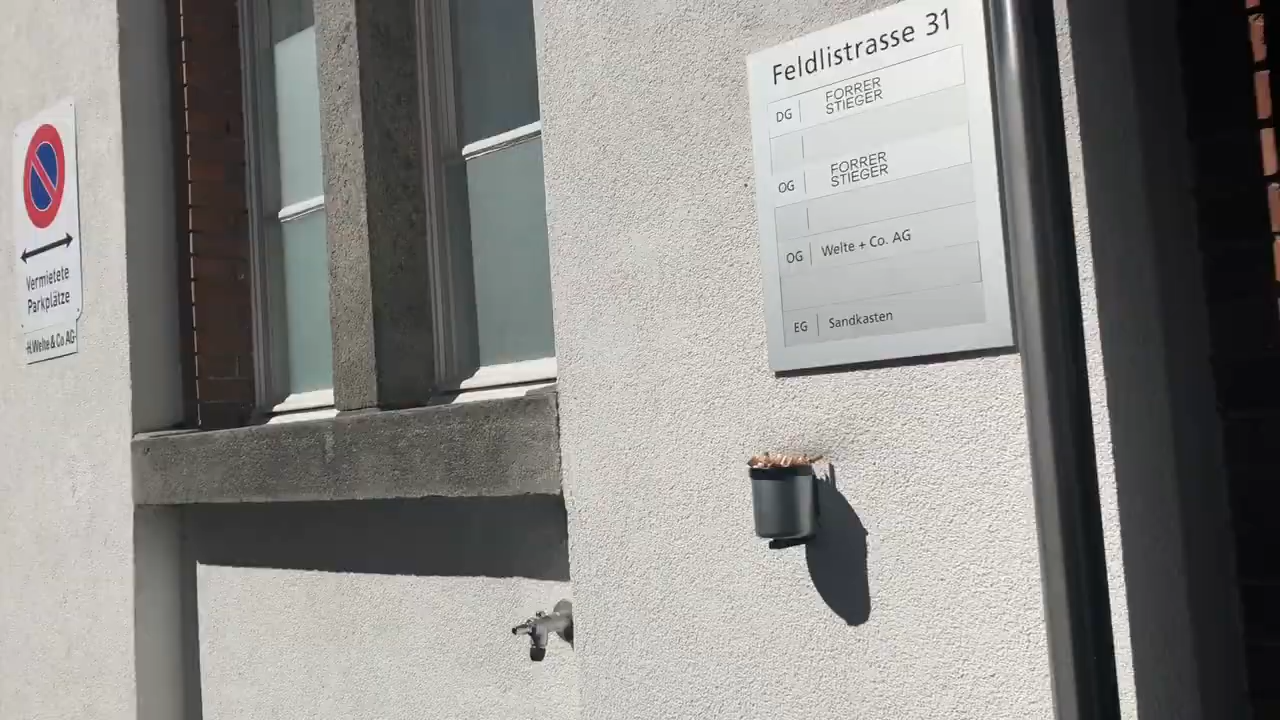 Vermietete
Parkplätze
H. Welte & Co AG
Feldlistrasse 31
DG FORRER
STIEGER
OG FORRER
STIEGER
OG Welte + Co. AG
EG Sandkasten